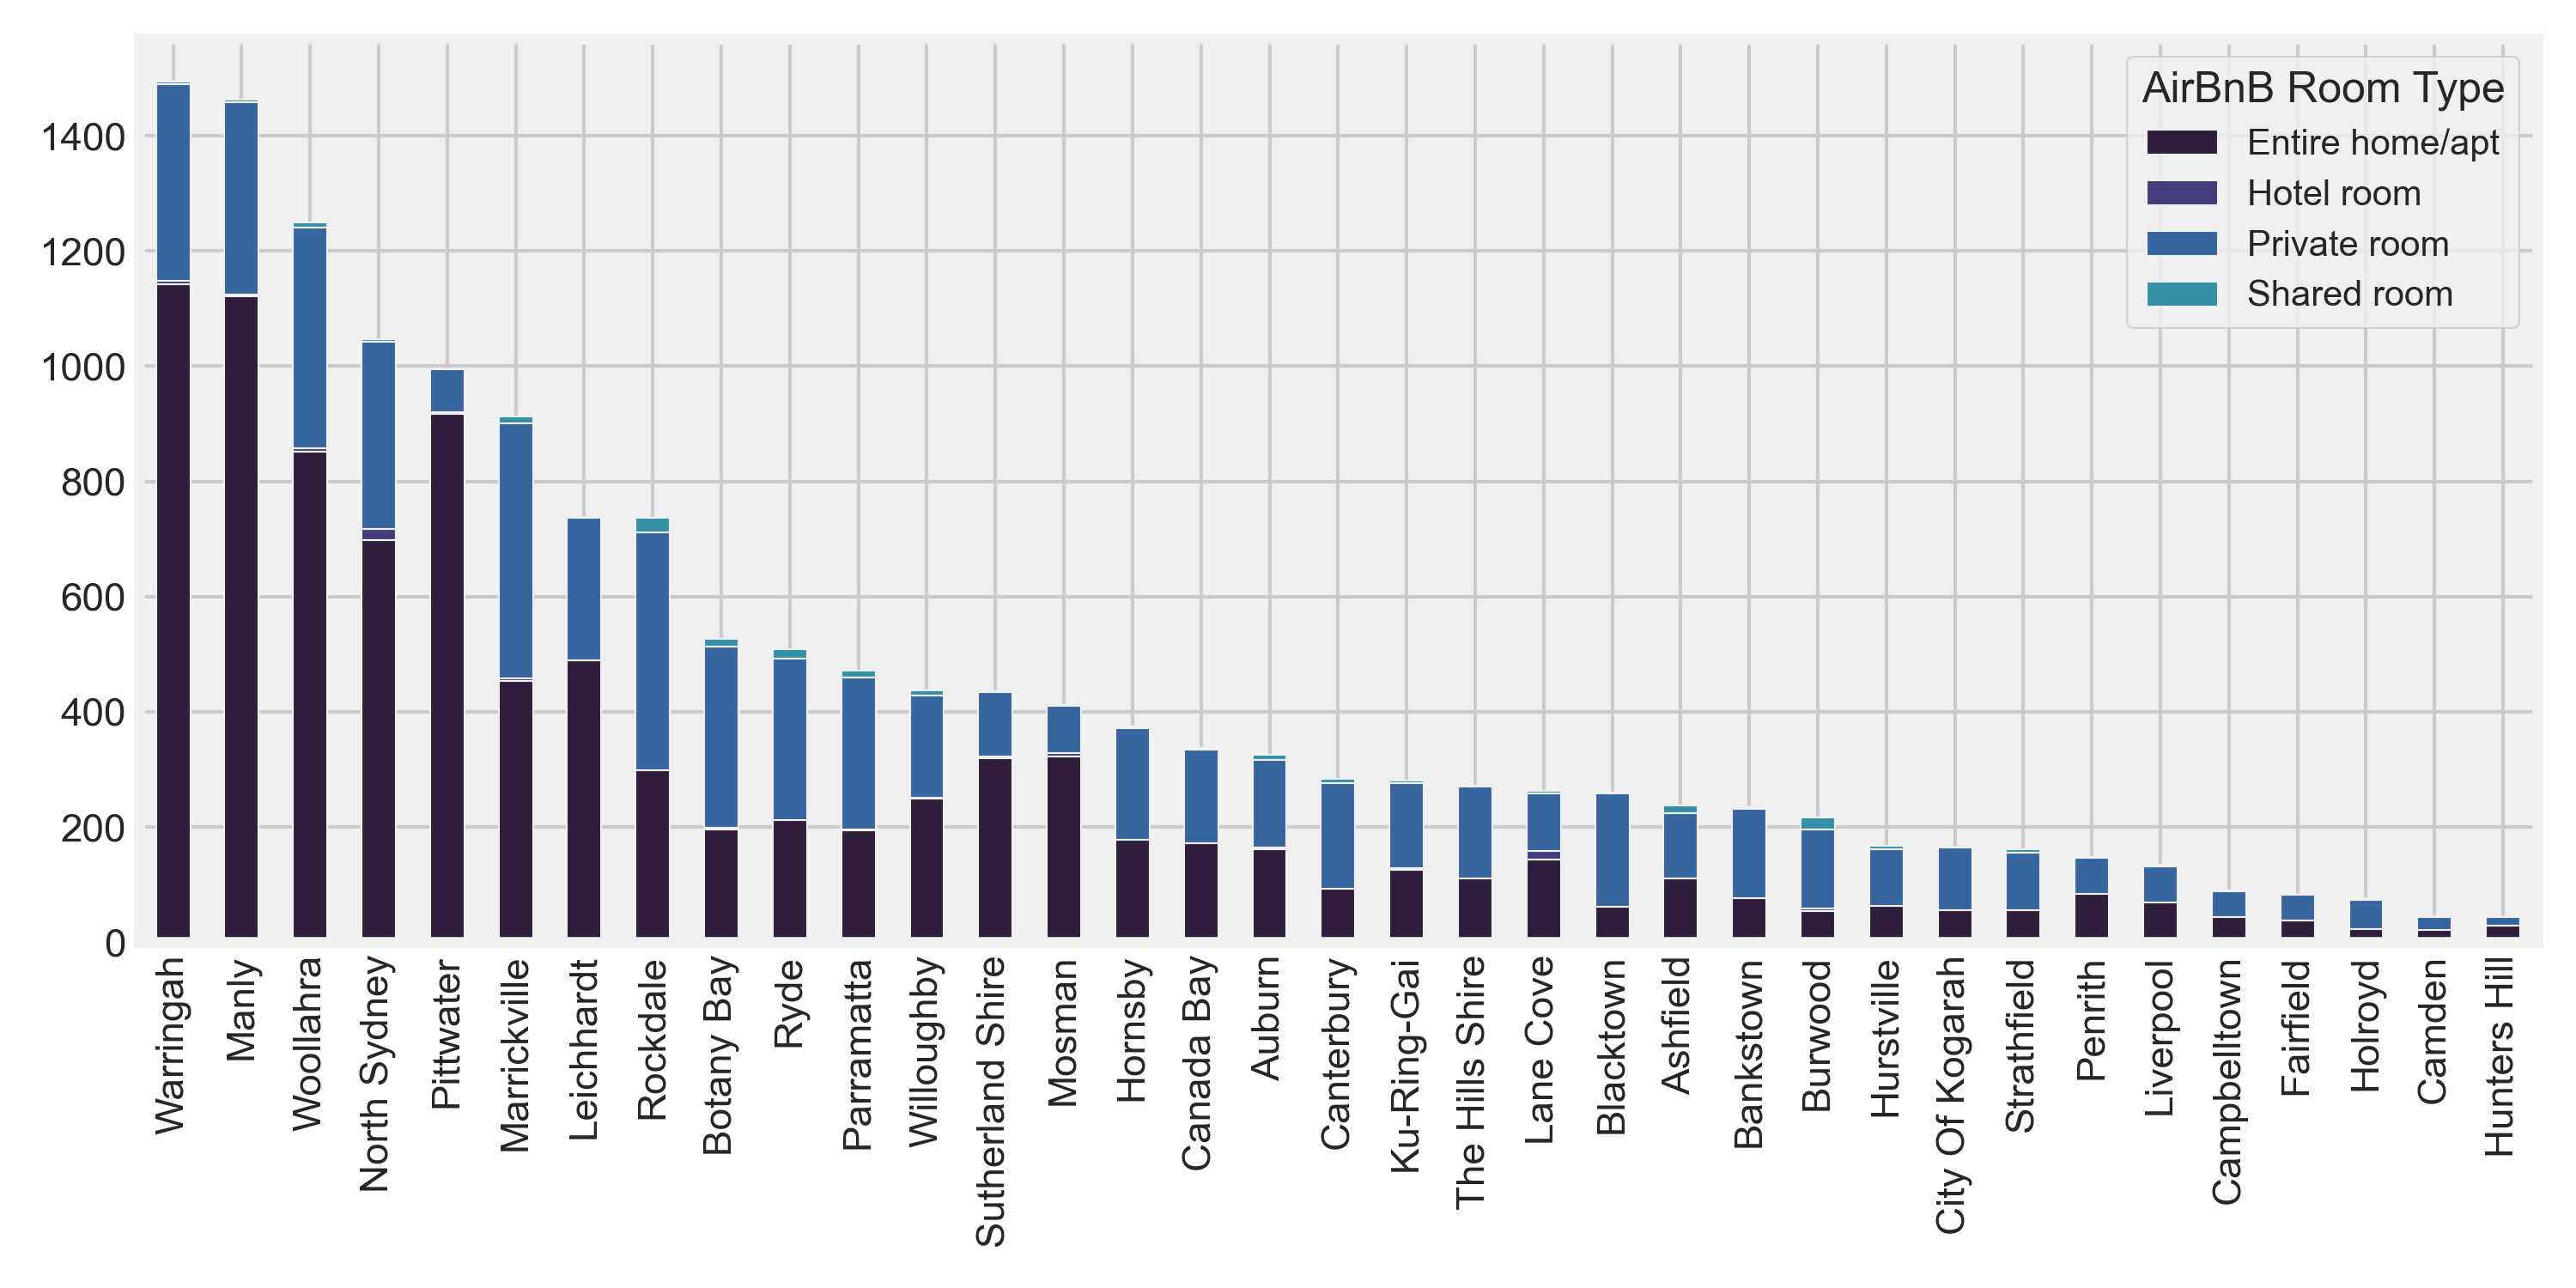 AirBnB Room Type
Entire home/apt
Hotel room
Private room
Shared room
1400
1200
1000
800
600
400
200
0
Warringah
Manly
Woollahra
North Sydney
Pittwater
Marrickville
Leichhardt
Rockdale
Botany Bay
Ryde
Parramatta
Willoughby
Sutherland Shire
Mosman
Hornsby
Canada Bay
Auburn
Canterbury
Ku-Ring-Gai
The Hills Shire
Lane Cove
Blacktown
Ashfield
Bankstown
Burwood
Hurstville
City Of Kogarah
Strathfield
Penrith
Liverpool
Campbelltown
Fairfield
Holroyd
Camden
Hunters Hill